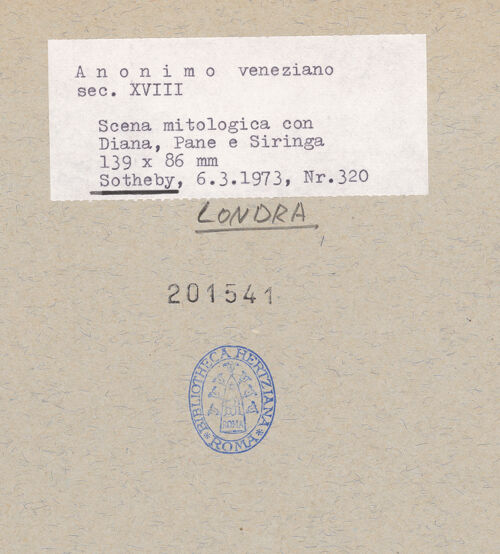 A n o n i m o veneziano
sec. XVIII
Scena mitologica con
Diana, Pane e Siringa
139 x 86 mm
Sotheby, 6.3.1973, Nr.320
LONDRA
201541
BIBLIOTHECA HERTZIANA
ROMA
* ROMA *